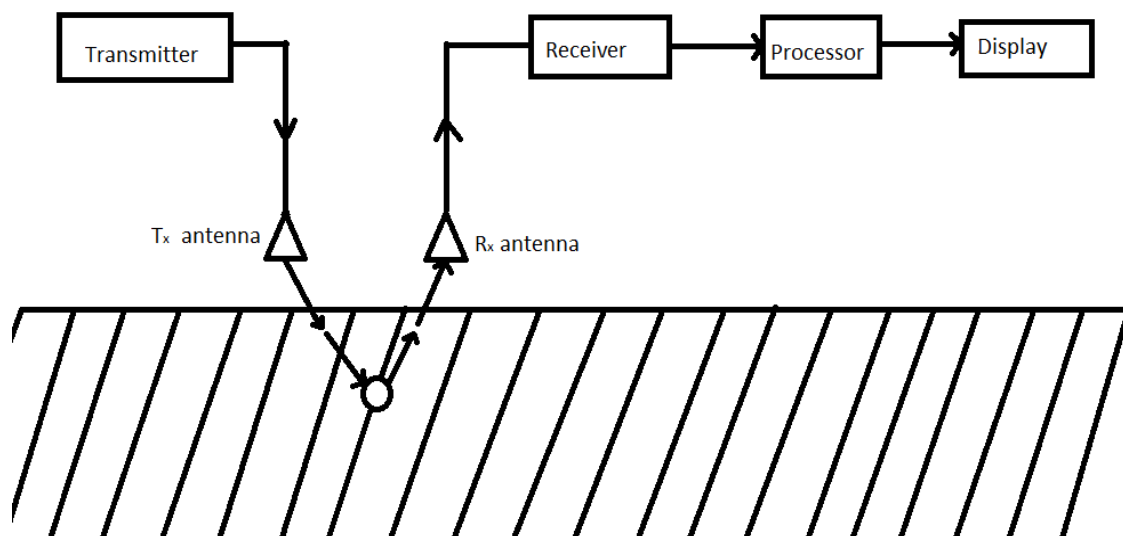 Transmitter
Receiver
Processor
Display
Tx antenna
Rx antenna